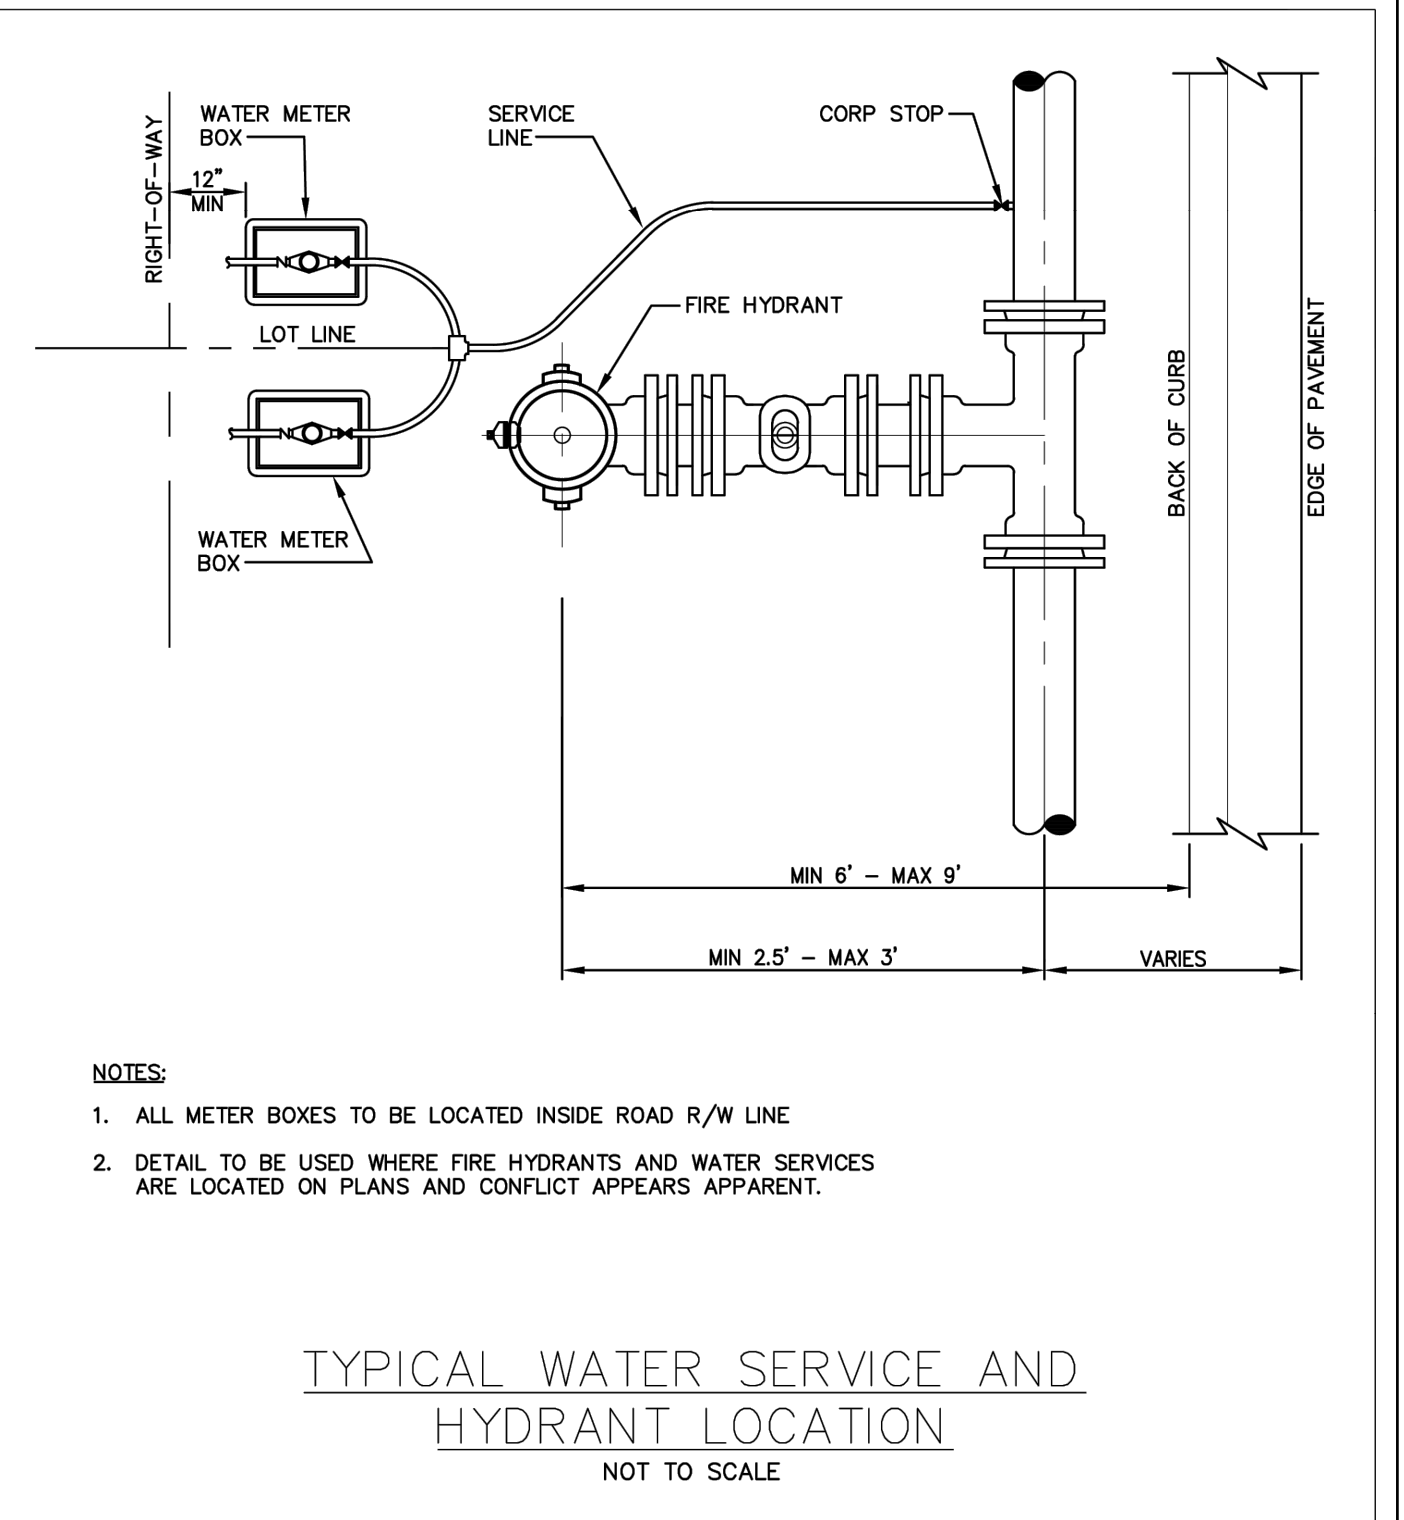 WATER METER
BOX
SERVICE
LINE
CORP STOP
RIGHT-OF-WAY
12"
MIN
FIRE HYDRANT
LOT LINE
BACK OF CURB
EDGE OF PAVEMENT
WATER METER
BOX
MIN 6' - MAX 9'
MIN 2.5' - MAX 3'
VARIES
NOTES:
1. ALL METER BOXES TO BE LOCATED INSIDE ROAD R/W LINE
2. DETAIL TO BE USED WHERE FIRE HYDRANTS AND WATER SERVICES
ARE LOCATED ON PLANS AND CONFLICT APPEARS APPARENT.
TYPICAL WATER SERVICE AND
HYDRANT LOCATION
NOT TO SCALE